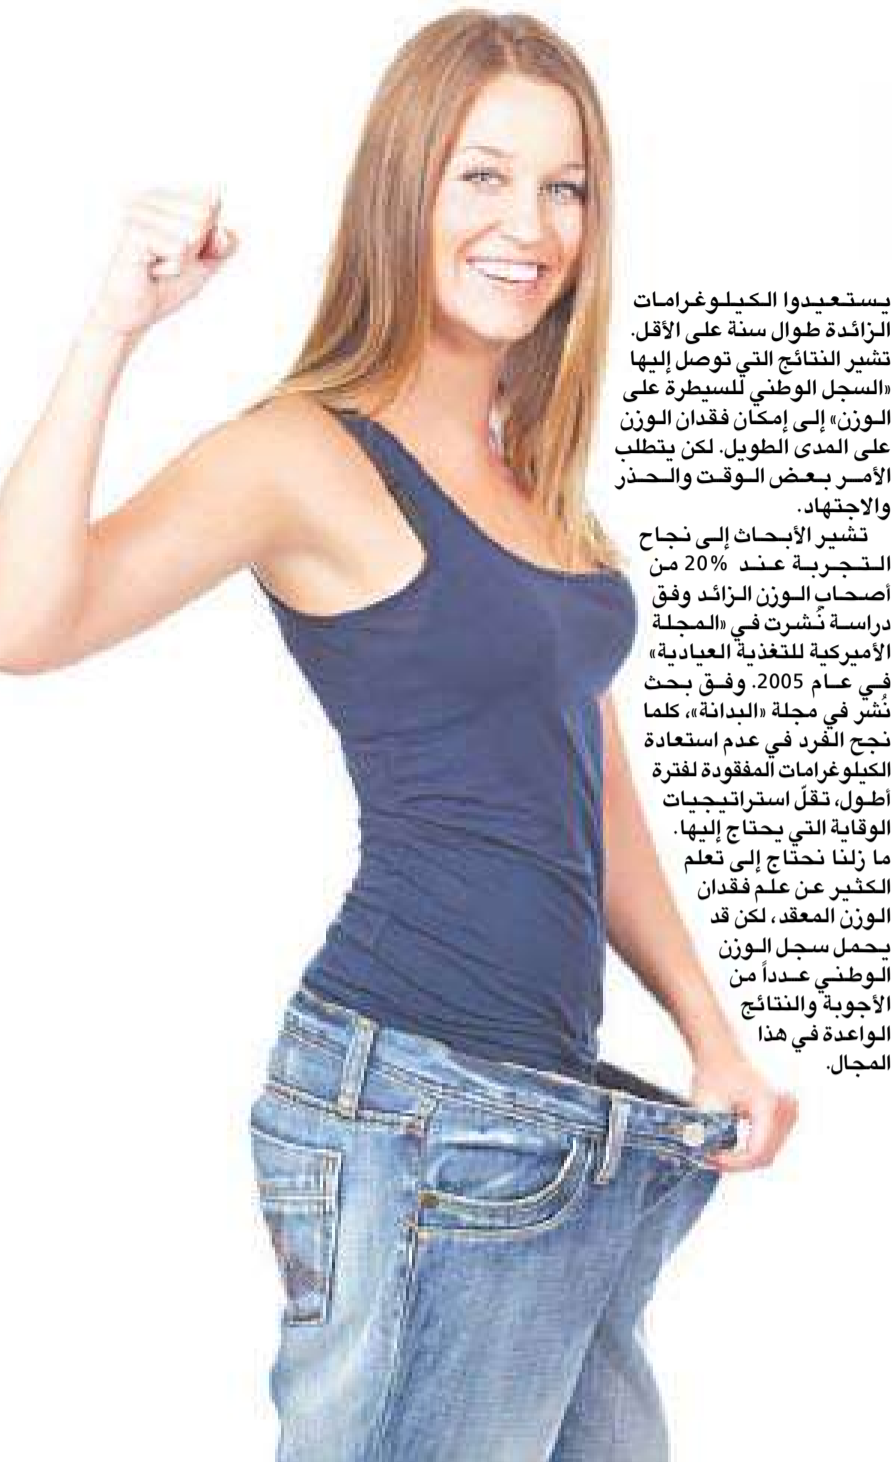 يستعيدوا الكيلوغرامات
الزائدة طوال سنة على الأقل.
تشير النتائج التي توصل إليها
«السجل الوطني للسيطرة على
الوزن» إلى إمكان فقدان الوزن
على المدى الطويل. لكن يتطلب
الأمر بعض الوقت والحذر
والاجتهاد.
تشير الأبحاث إلى نجاح
التجربة عند 20% من
أصحاب الوزن الزائد وفق
دراسة نُشرت في «المجلة
الأميركية للتغذية العيادية»
في عام 2005. وفق بحث
نُشر في مجلة «البدانة»، كلما
نجح الفرد في عدم استعادة
الكيلوغرامات المفقودة لفترة
أطول، تقلّ استراتيجيات
الوقاية التي يحتاج إليها.
ما زلنا نحتاج إلى تعلم
الكثير عن علم فقدان
الوزن المعقد، لكن قد
يحمل سجل الوزن
الوطني عدداً من
الأجوبة والنتائج
الواعدة في هذا
المجال.